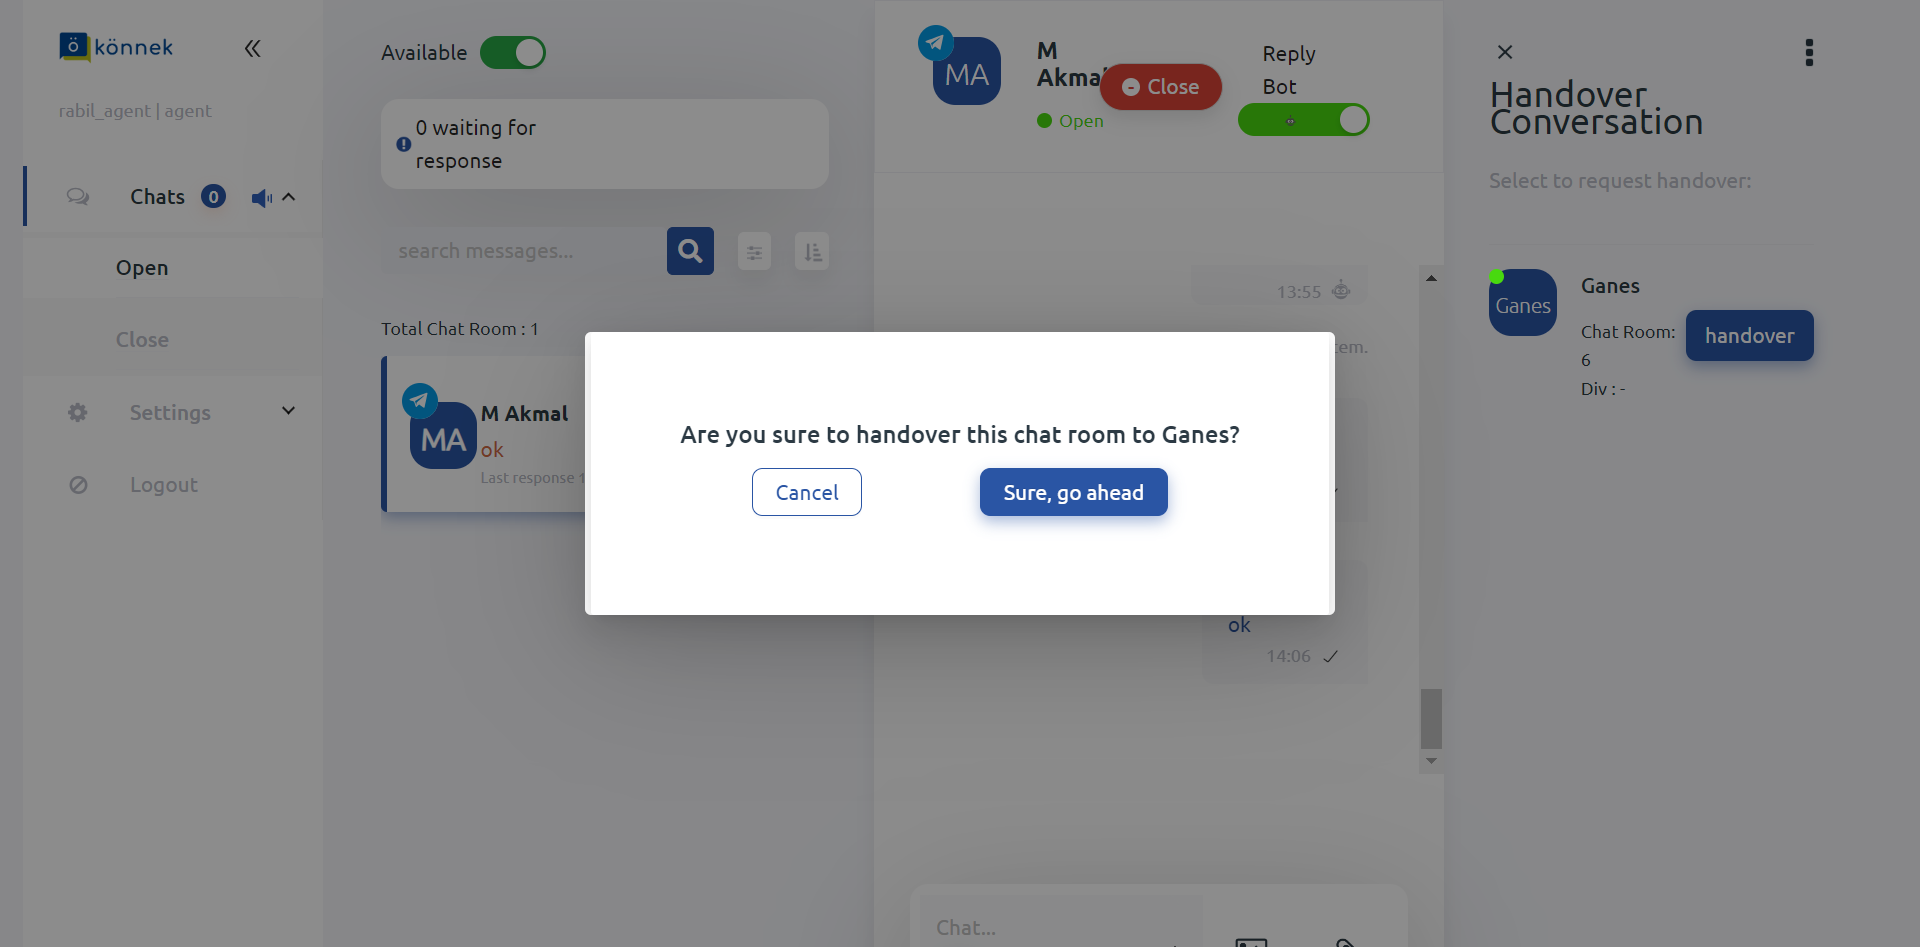 könnek
rabil_agent | agent
Chats 0
Open
Close
Settings
Logout
Available
0 waiting for
response
search messages...
Total Chat Room : 1
MA
M Akmal
ok
Last response
MA
M
Akmal
Open
Close
Reply
Bot
13:55
Are you sure to handover this chat room to Ganes?
Cancel
Sure, go ahead
ok
14:06
Chat...
Handover
Conversation
Select to request handover:
Ganes
Ganes
Chat Room:
6
Div : -
handover